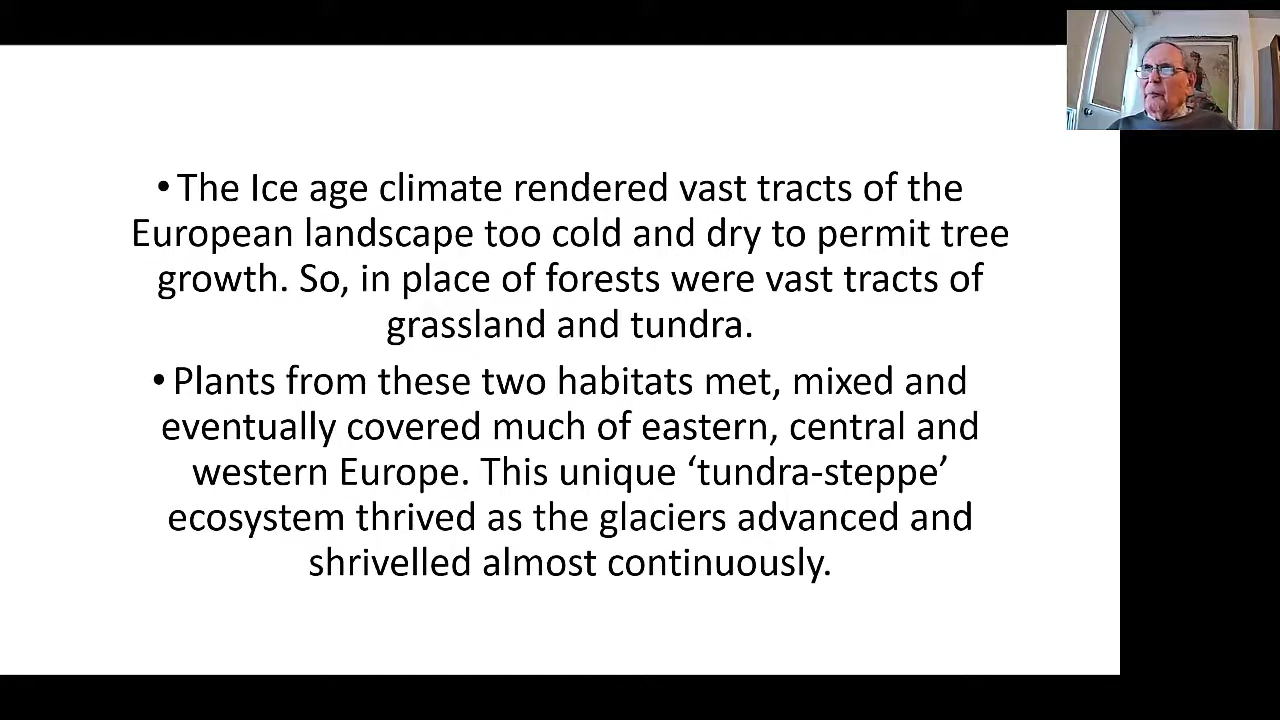 •The Ice age climate rendered vast tracts of the
European landscape too cold and dry to permit tree
growth. So, in place of forests were vast tracts of
grassland and tundra.
•Plants from these two habitats met, mixed and
eventually covered much of eastern, central and
western Europe. This unique ‘tundra-steppe’
ecosystem thrived as the glaciers advanced and
shrivelled almost continuously.